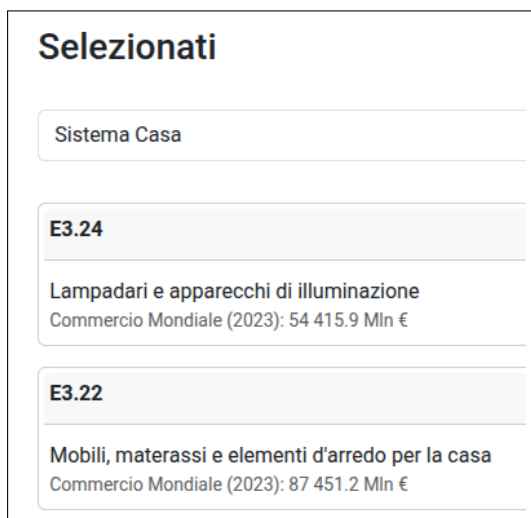 Selezionati
Sistema Casa
E3.24
Lampadari e apparecchi di illuminazione
Commercio Mondiale (2023): 54 415.9 Mln €
E3.22
Mobili, materassi e elementi d'arredo per la casa
Commercio Mondiale (2023): 87 451.2 Mln €